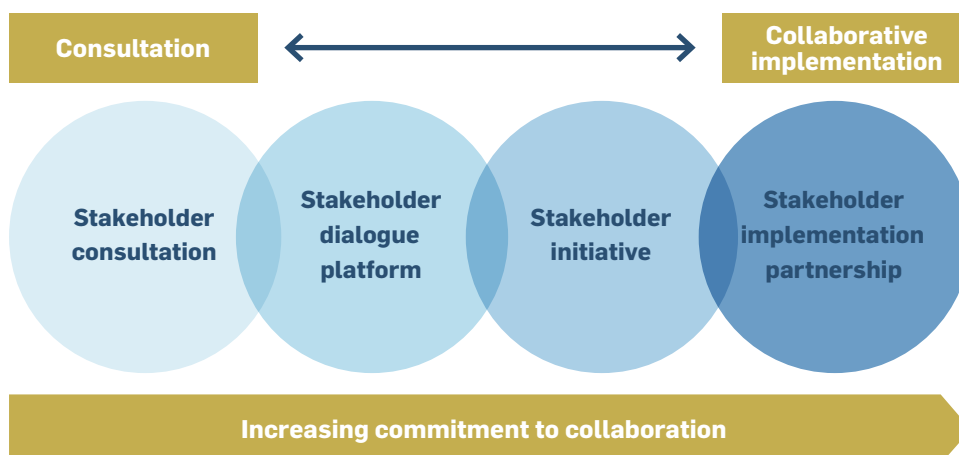 Consultation
Collaborative
implementation
Stakeholder
consultation
Stakeholder
dialogue
platform
Stakeholder
initiative
Stakeholder
implementation
partnership
Increasing commitment to collaboration